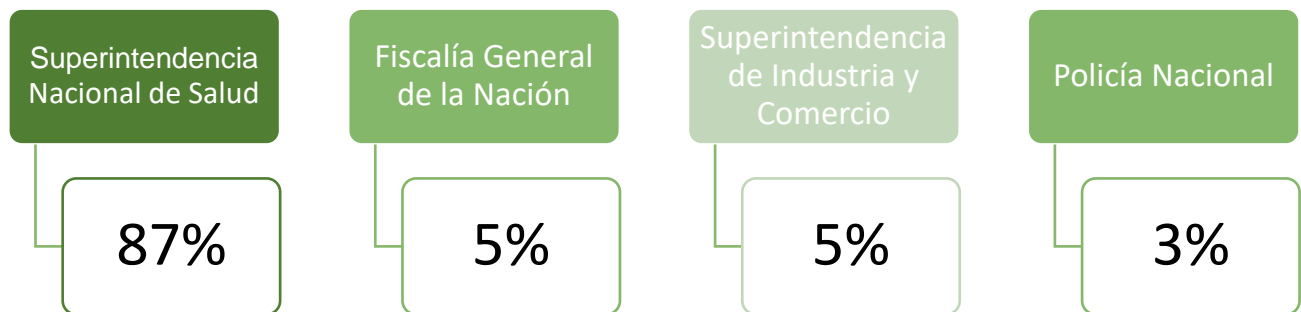 Superintendencia
Nacional de Salud
87%
Fiscalía General
de la Nación
5%
Superintendencia
de Industria y
Comercio
5%
Policía Nacional
3%